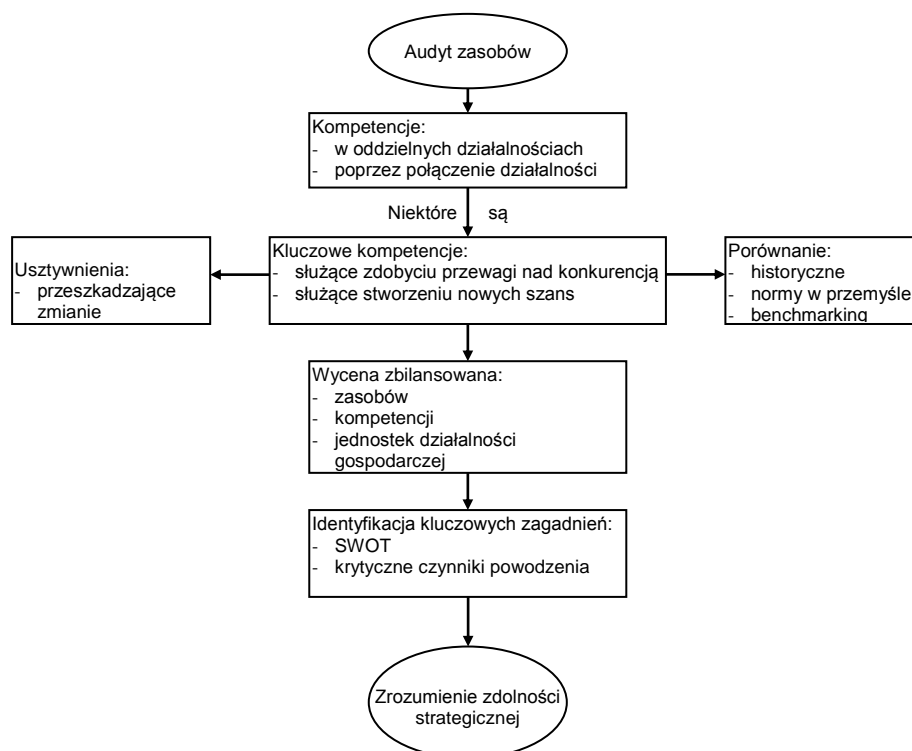 Audyt zasobów
Kompetencje:
- w oddzielnych działalnościach
- poprzez połączenie działalności
Niektóre są
Usztywnienia:
- przeszkadzające
zmianie
Kluczowe kompetencje:
- służące zdobyciu przewagi nad konkurencją
- służące stworzeniu nowych szans
Porównanie:
- historyczne
- normy w przemyśle
- benchmarking
Wycena zbilansowana:
- zasobów
- kompetencji
- jednostek działalności
gospodarczej
Identyfikacja kluczowych zagadnień:
- SWOT
- krytyczne czynniki powodzenia
Zrozumienie zdolności
strategicznej